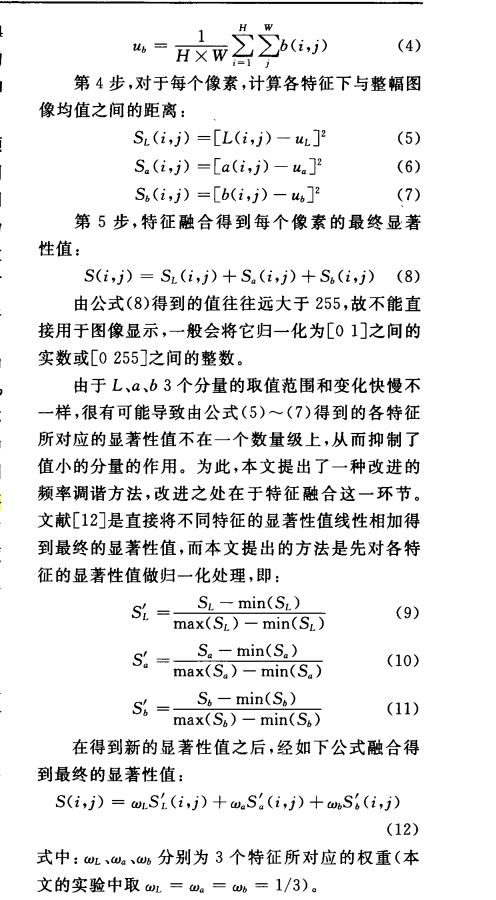 u_b = 1/(H×W) ∑_{i=1}^{H} ∑_{j}^{W} b(i,j) (4)
第 4 步,对于每个像素,计算各特征下与整幅图
像均值之间的距离:
S_L(i,j) =[L(i,j)－u_L]² (5)
S_a(i,j) =[a(i,j)－u_a]² (6)
S_b(i,j) =[b(i,j)－u_b]² (7)
第 5 步,特征融合得到每个像素的最终显著
性值:
S(i,j) = S_L(i,j)＋S_a(i,j)＋S_b(i,j) (8)
由公式(8)得到的值往往远大于 255,故不能直
接用于图像显示,一般会将它归一化为[0 1]之间的
实数或[0 255]之间的整数。
由于 L、a、b 3 个分量的取值范围和变化快慢不
一样,很有可能导致由公式(5)～(7)得到的各特征
所对应的显著性值不在一个数量级上,从而抑制了
值小的分量的作用。为此,本文提出了一种改进的
频率调谐方法,改进之处在于特征融合这一环节。
文献[12]是直接将不同特征的显著性值线性相加得
到最终的显著性值,而本文提出的方法是先对各特
征的显著性值做归一化处理,即:
S′_L = (S_L－min(S_L))/(max(S_L)－min(S_L)) (9)
S′_a = (S_a－min(S_a))/(max(S_a)－min(S_a)) (10)
S′_b = (S_b－min(S_b))/(max(S_b)－min(S_b)) (11)
在得到新的显著性值之后,经如下公式融合得
到最终的显著性值:
S(i,j) = ω_L S′_L(i,j)＋ω_a S′_a(i,j)＋ω_b S′_b(i,j)
(12)
式中:ω_L、ω_a、ω_b 分别为 3 个特征所对应的权重(本
文的实验中取 ω_L = ω_a = ω_b = 1/3)。